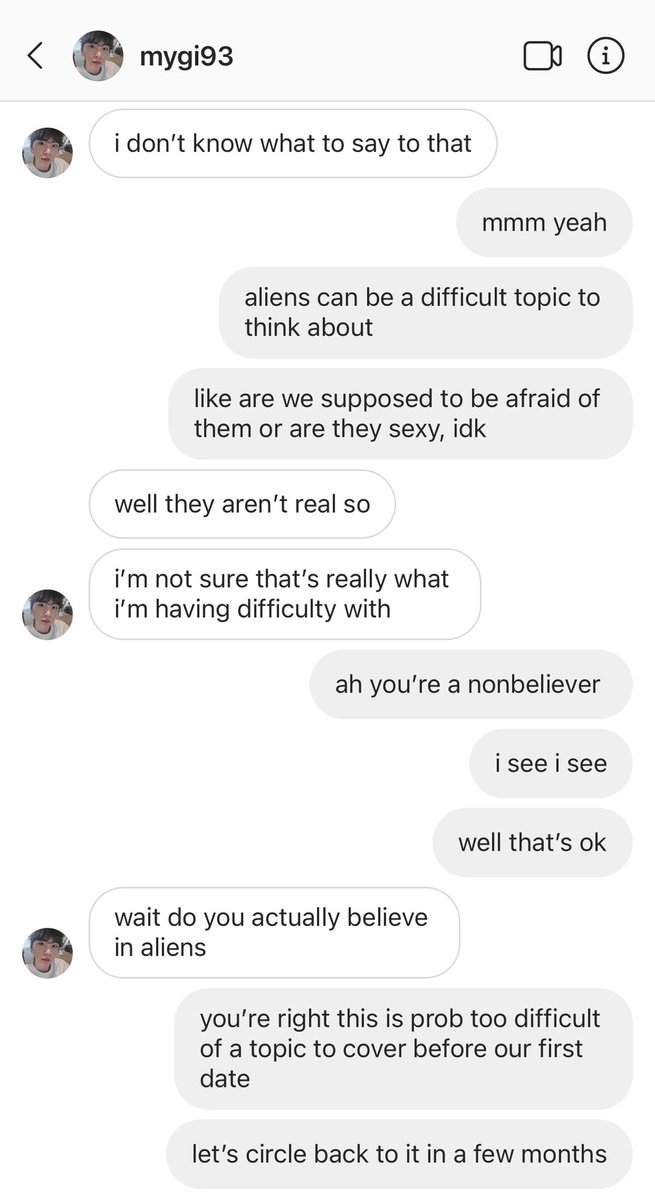 mygi93
i don’t know what to say to that
mmm yeah
aliens can be a difficult topic to
think about
like are we supposed to be afraid of
them or are they sexy, idk
well they aren’t real so
i’m not sure that’s really what
i’m having difficulty with
ah you’re a nonbeliever
i see i see
well that’s ok
wait do you actually believe
in aliens
you’re right this is prob too difficult
of a topic to cover before our first
date
let’s circle back to it in a few months